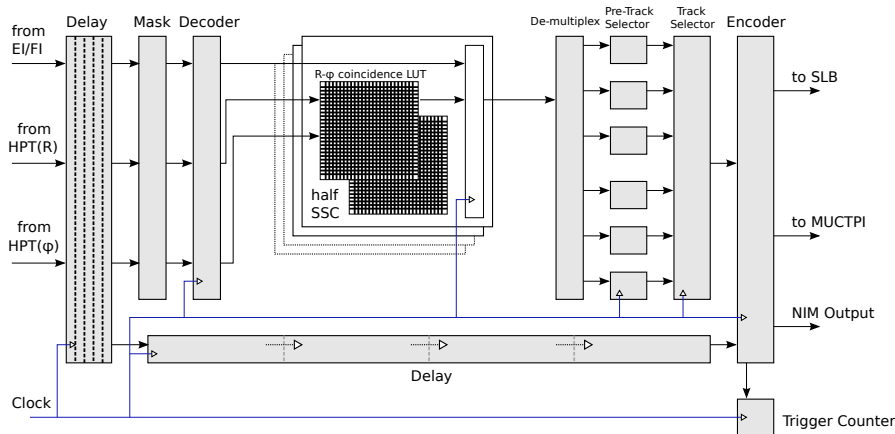 from
EI/FI
Delay
Mask
Decoder
De-multiplex
Pre-Track
Selector
Track
Selector
Encoder
R-φ coincidence LUT
to SLB
from
HPT(R)
half
SSC
from
HPT(φ)
to MUCTPI
NIM Output
Delay
Clock
Trigger Counter